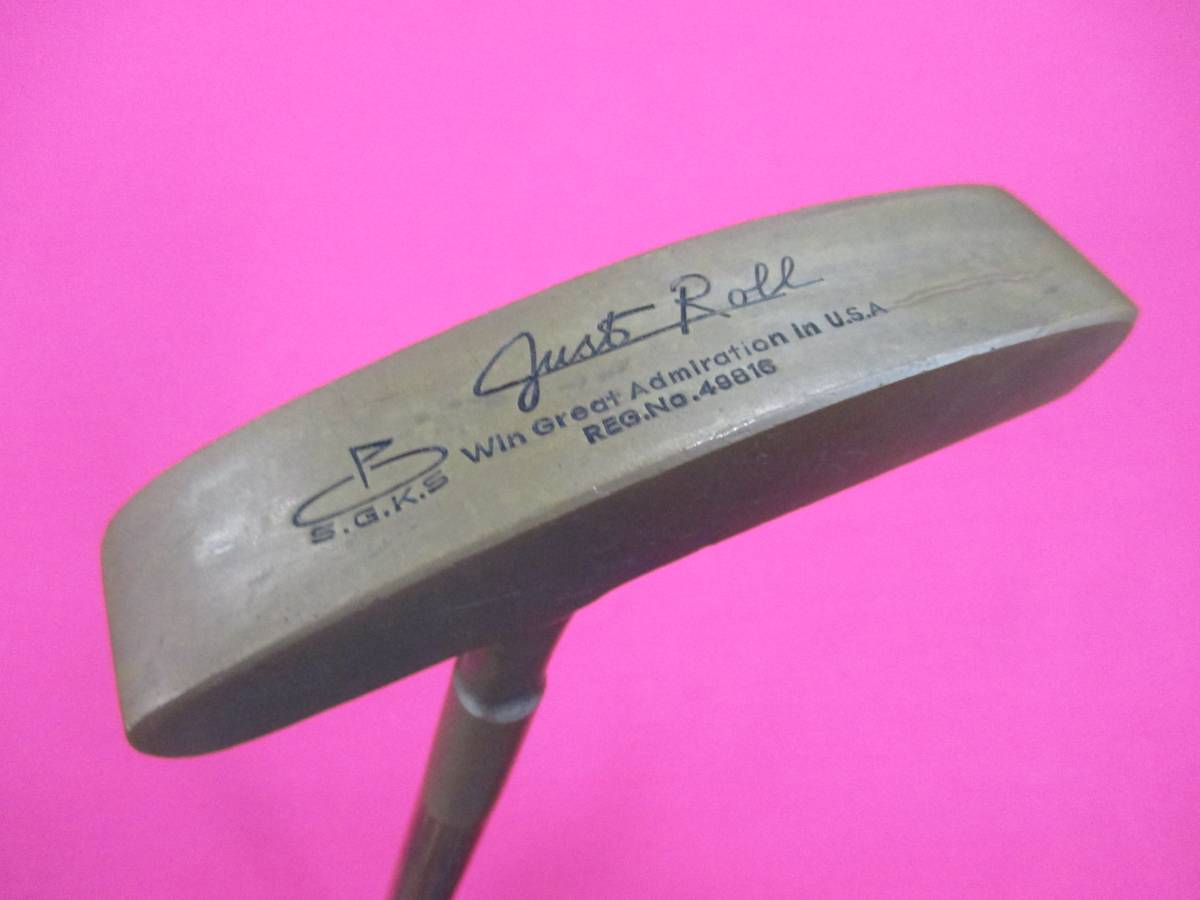 Just Roll
Win Great Admiration in U.S.A
REG.No.49816
S.G.K.S